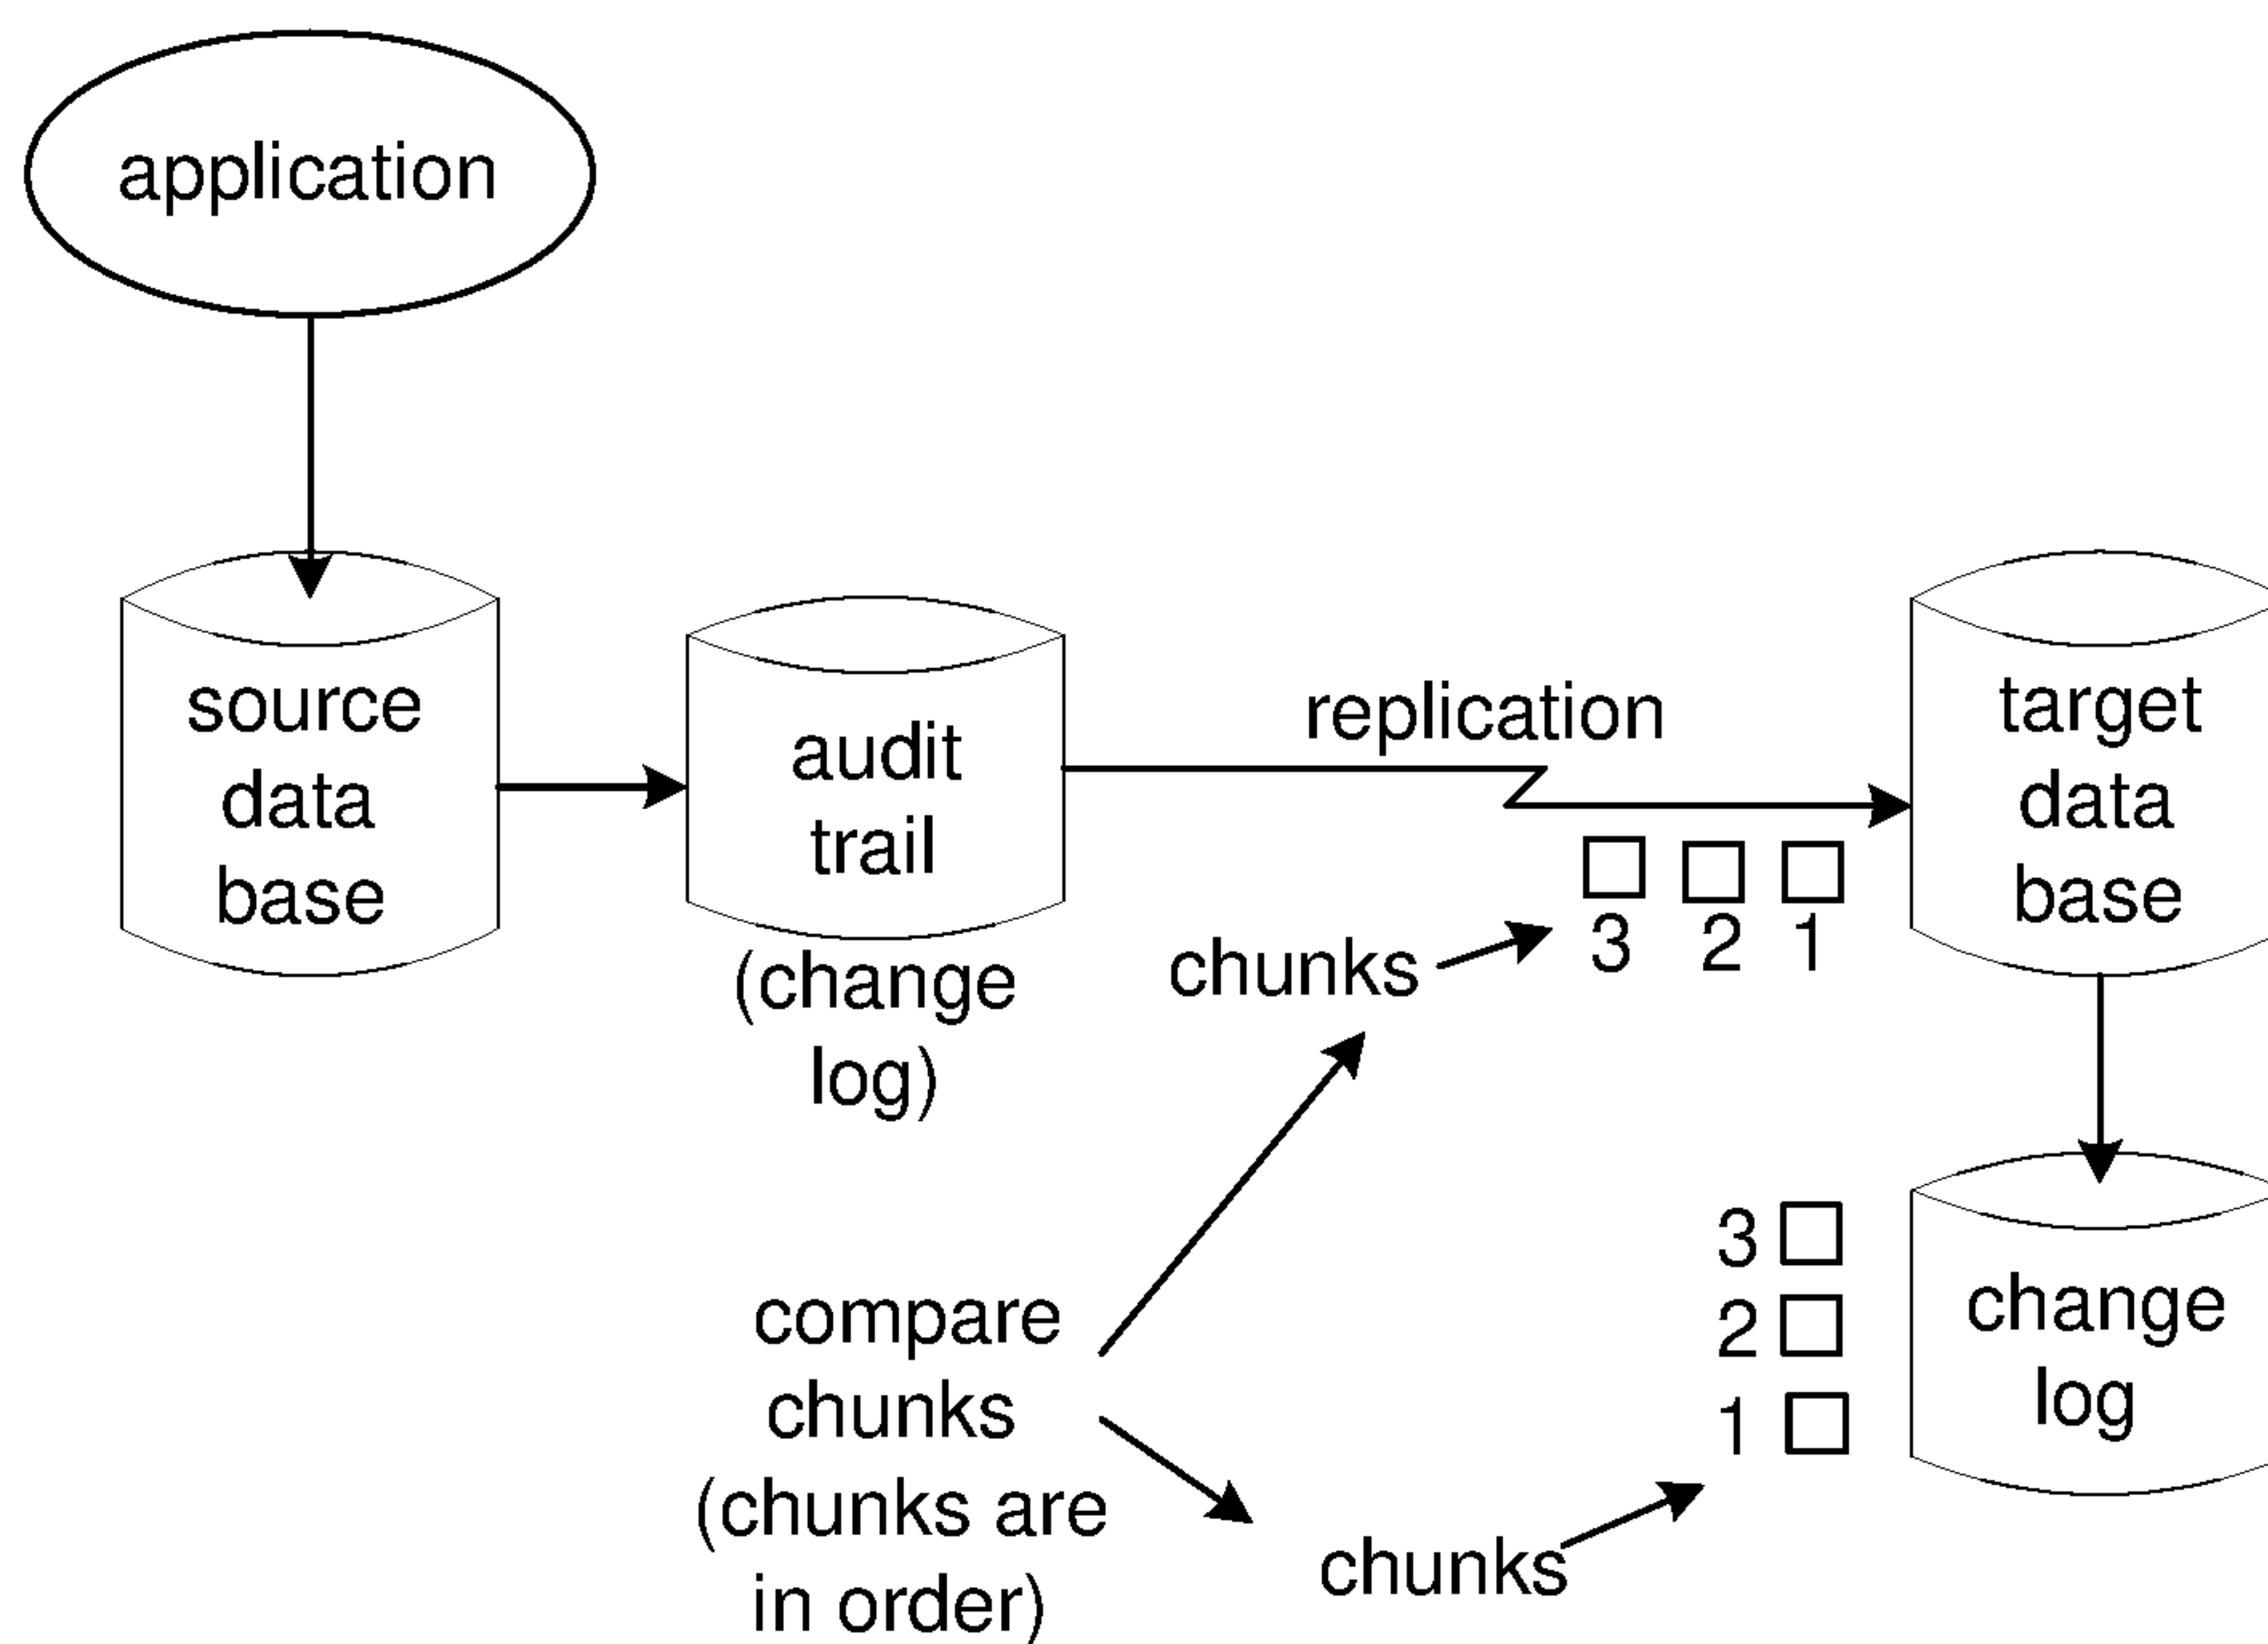 application
source
data
base
audit
trail
(change
log)
replication
target
data
base
3 2 1
chunks
3
2
1
change
log
compare
chunks
(chunks are
in order)
chunks